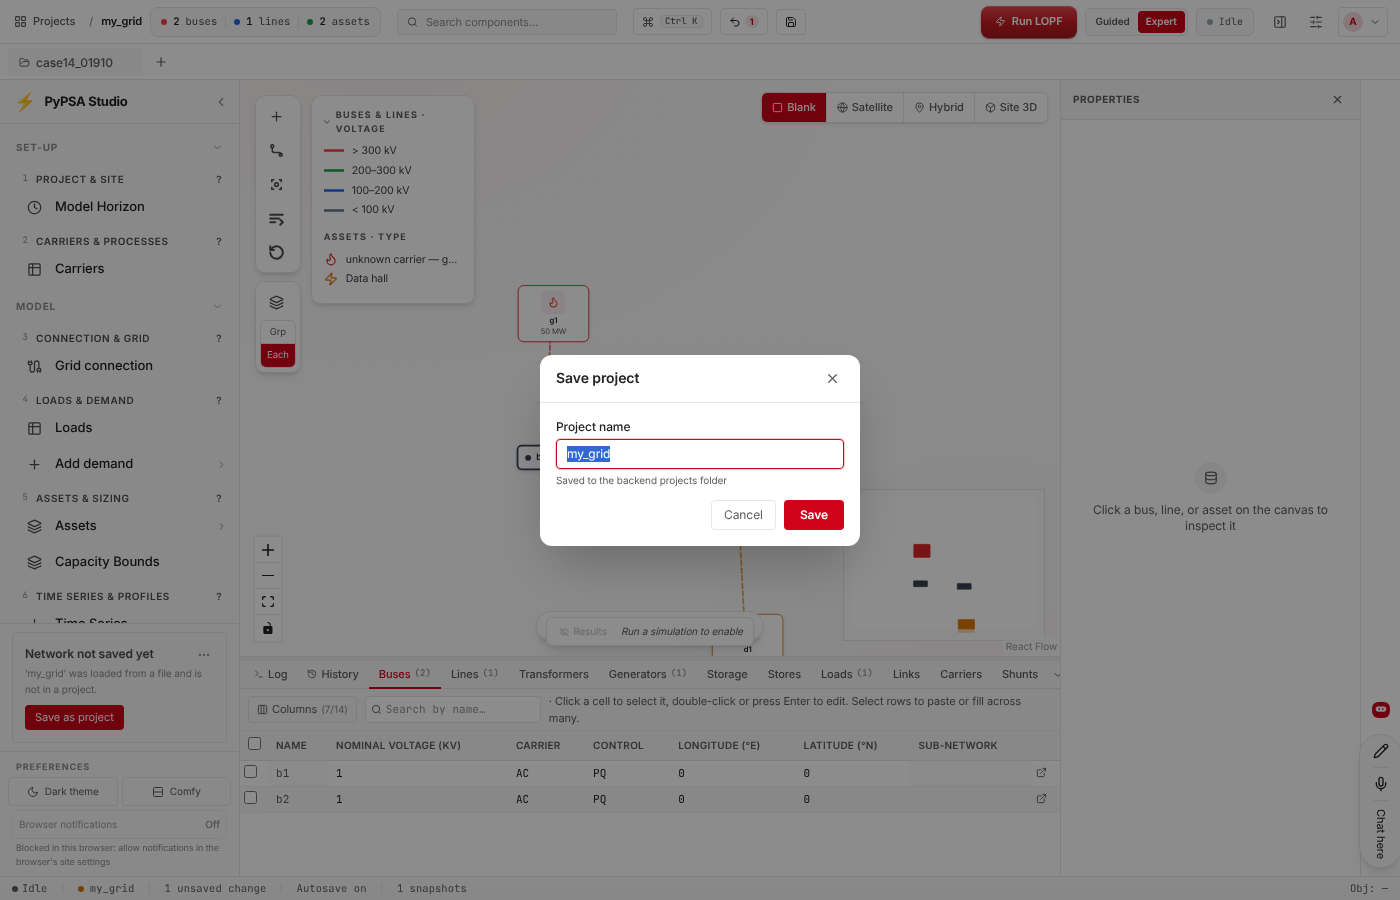 Projects / my_grid
2 buses 1 lines 2 assets
Search components...
Ctrl K
1
Run LOPF
Guided Expert
Idle
A
case14_01910
PyPSA Studio
SET-UP
1 PROJECT & SITE ?
Model Horizon
2 CARRIERS & PROCESSES ?
Carriers
MODEL
3 CONNECTION & GRID ?
Grid connection
4 LOADS & DEMAND ?
Loads
Add demand
5 ASSETS & SIZING ?
Assets
Capacity Bounds
6 TIME SERIES & PROFILES ?
Time Series
Network not saved yet
'my_grid' was loaded from a file and is
not in a project.
Save as project
PREFERENCES
Dark theme Comfy
Browser notifications Off
Blocked in this browser: allow notifications in the
browser's site settings
Grp
Each
BUSES & LINES ·
VOLTAGE
> 300 kV
200–300 kV
100–200 kV
< 100 kV
ASSETS · TYPE
unknown carrier — g...
Data hall
Blank Satellite Hybrid Site 3D
g1
50 MW
d1
Save project
Project name
my_grid
Saved to the backend projects folder
Cancel Save
Results Run a simulation to enable
React Flow
PROPERTIES
Click a bus, line, or asset on the canvas to
inspect it
Log History Buses (2) Lines (1) Transformers Generators (1) Storage Stores Loads (1) Links Carriers Shunts
Columns (7/14) Search by name…
· Click a cell to select it, double-click or press Enter to edit. Select rows to paste or fill across
many.
NAME NOMINAL VOLTAGE (KV) CARRIER CONTROL LONGITUDE (°E) LATITUDE (°N) SUB-NETWORK
b1 1 AC PQ 0 0
b2 1 AC PQ 0 0
Chat here
Idle my_grid 1 unsaved change Autosave on 1 snapshots Obj: —